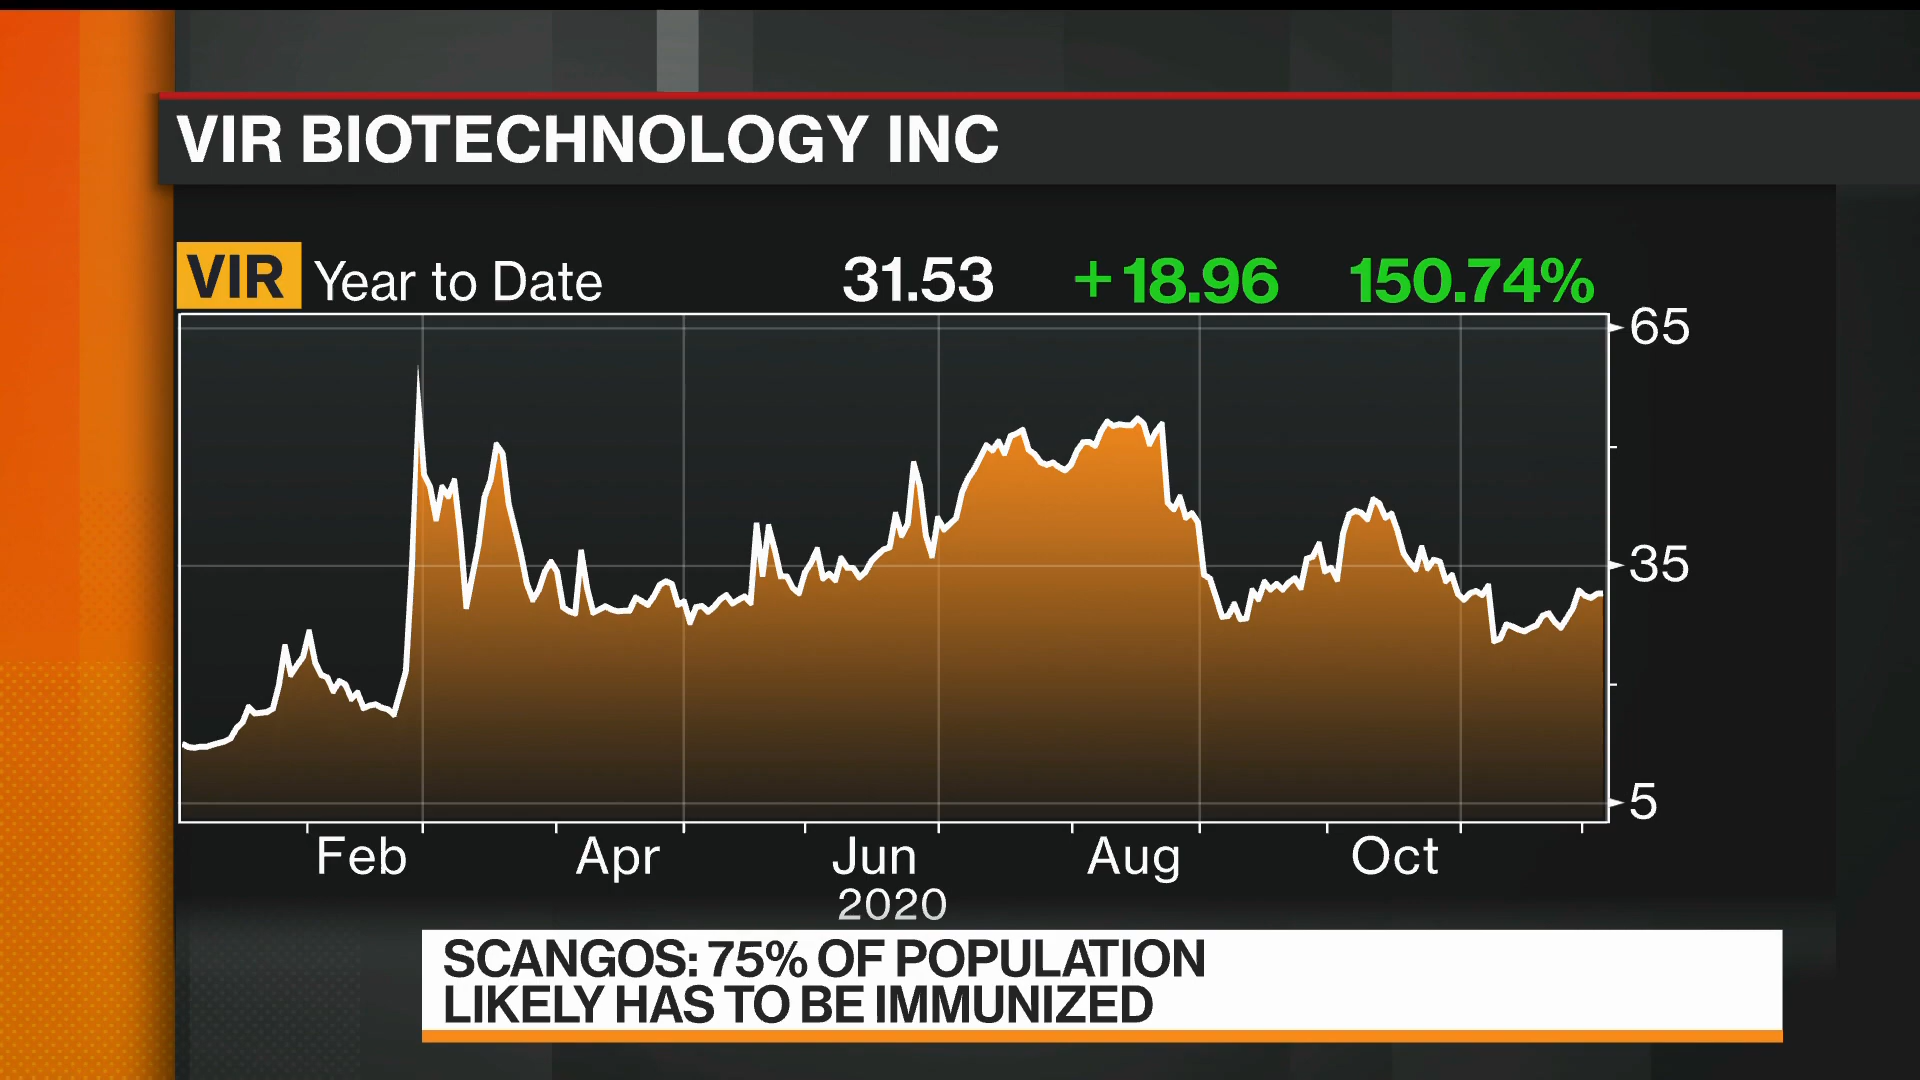 VIR BIOTECHNOLOGY INC
VIR Year to Date 31.53 +18.96 150.74%
65
35
5
Feb Apr Jun Aug Oct
2020
SCANGOS: 75% OF POPULATION
LIKELY HAS TO BE IMMUNIZED